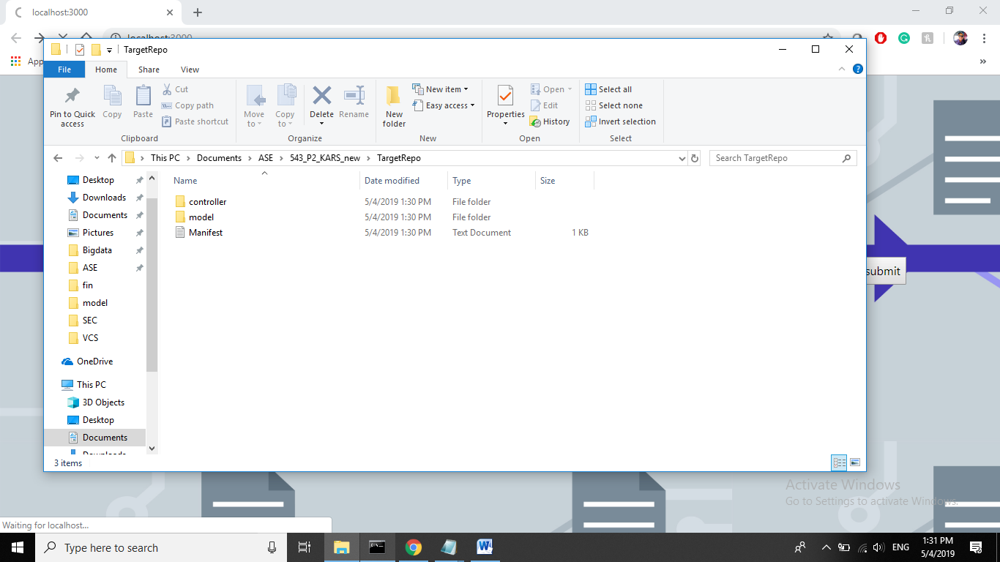 localhost:3000
localhost:3000
App
TargetRepo
File Home Share View
Pin to Quick access
Copy
Paste
Cut
Copy path
Paste shortcut
Clipboard
Move to
Copy to
Delete
Rename
Organize
New folder
New item
Easy access
New
Properties
Open
Edit
History
Open
Select all
Select none
Invert selection
Select
This PC Documents ASE 543_P2_KARS_new TargetRepo
Search TargetRepo
Name Date modified Type Size
controller 5/4/2019 1:30 PM File folder
model 5/4/2019 1:30 PM File folder
Manifest 5/4/2019 1:30 PM Text Document 1 KB
Desktop
Downloads
Documents
Pictures
Bigdata
ASE
fin
model
SEC
VCS
OneDrive
This PC
3D Objects
Desktop
Documents
Downloads
3 items
submit
Activate Windows
Go to Settings to activate Windows.
Waiting for localhost...
Type here to search
ENG
1:31 PM
5/4/2019